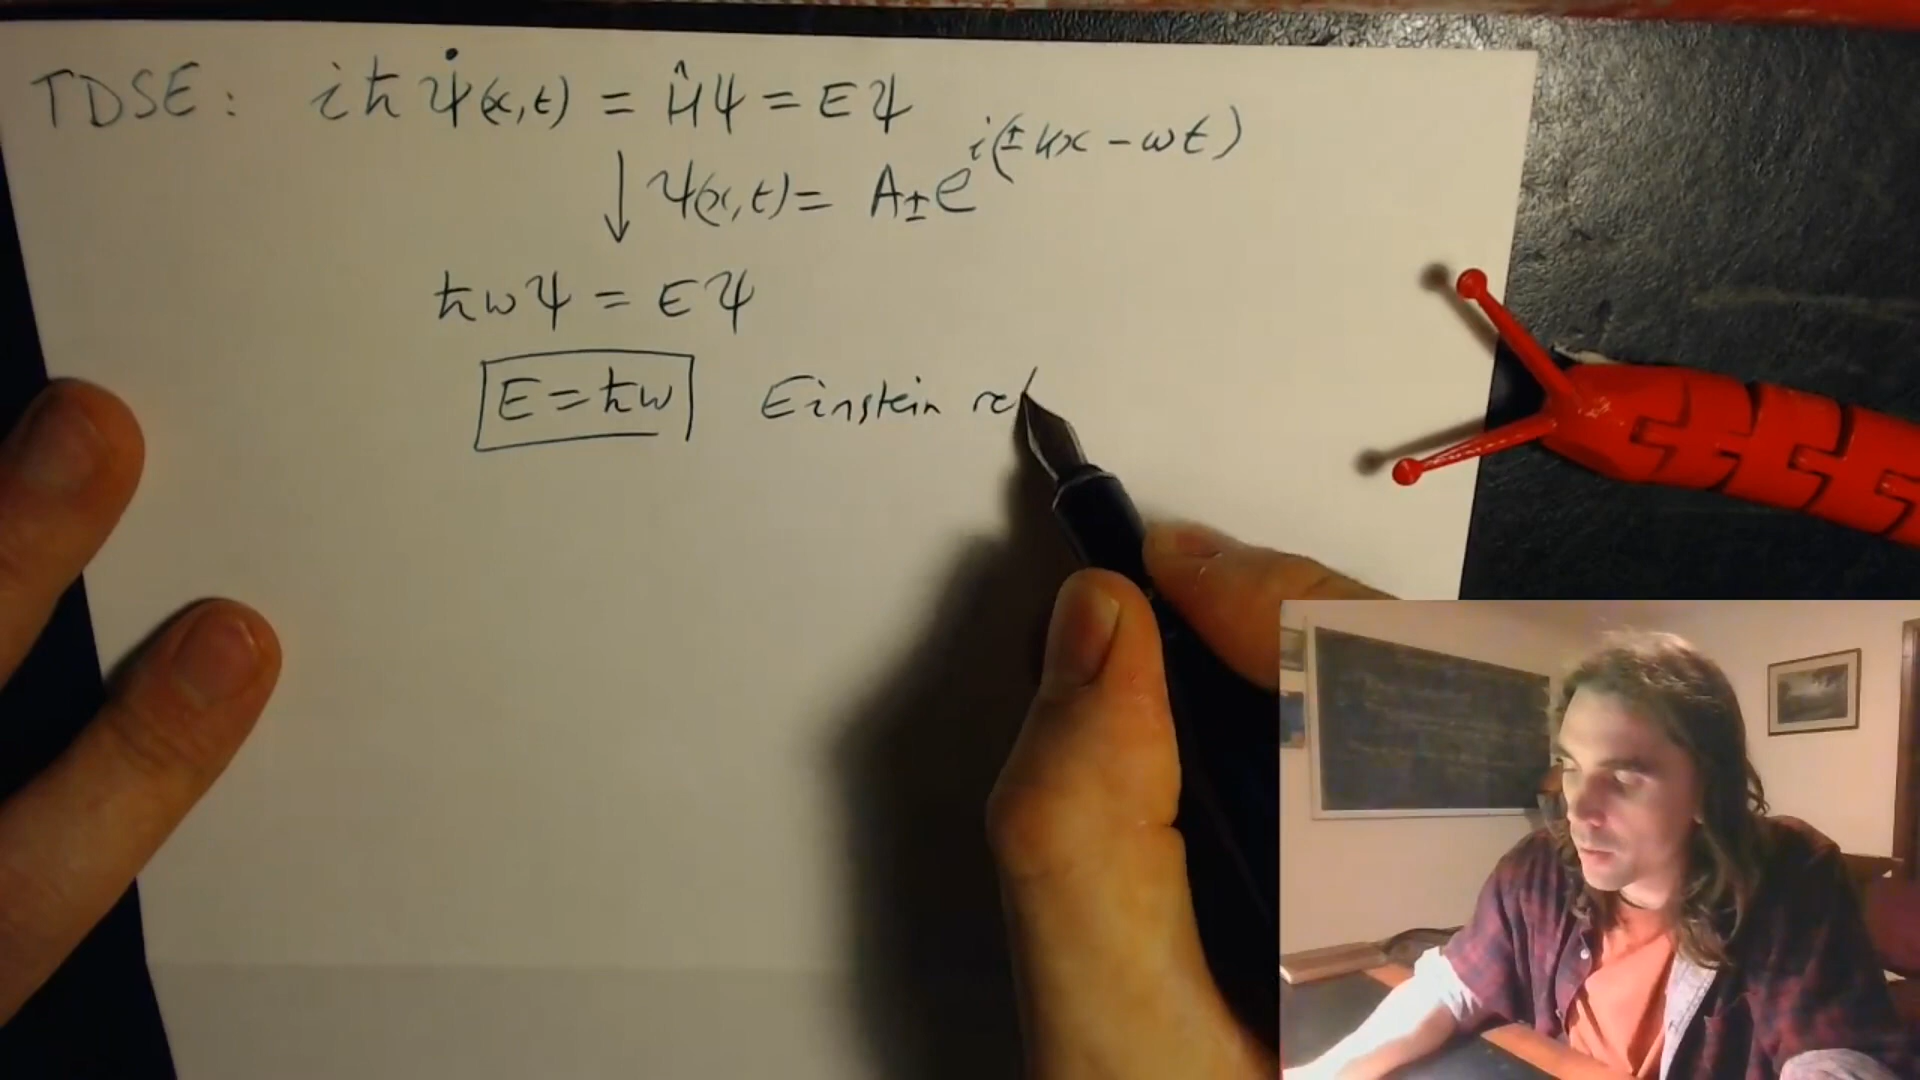 TDSE: iħψ̇(x,t) = Ĥψ = Eψ
↓ ψ(x,t) = A± e^{i(±kx - ωt)}
ħωψ = Eψ
E = ħω Einstein rel